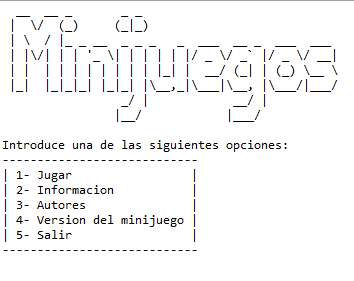 Minijuegos
Introduce una de las siguientes opciones:
1- Jugar
2- Informacion
3- Autores
4- Version del minijuego
5- Salir